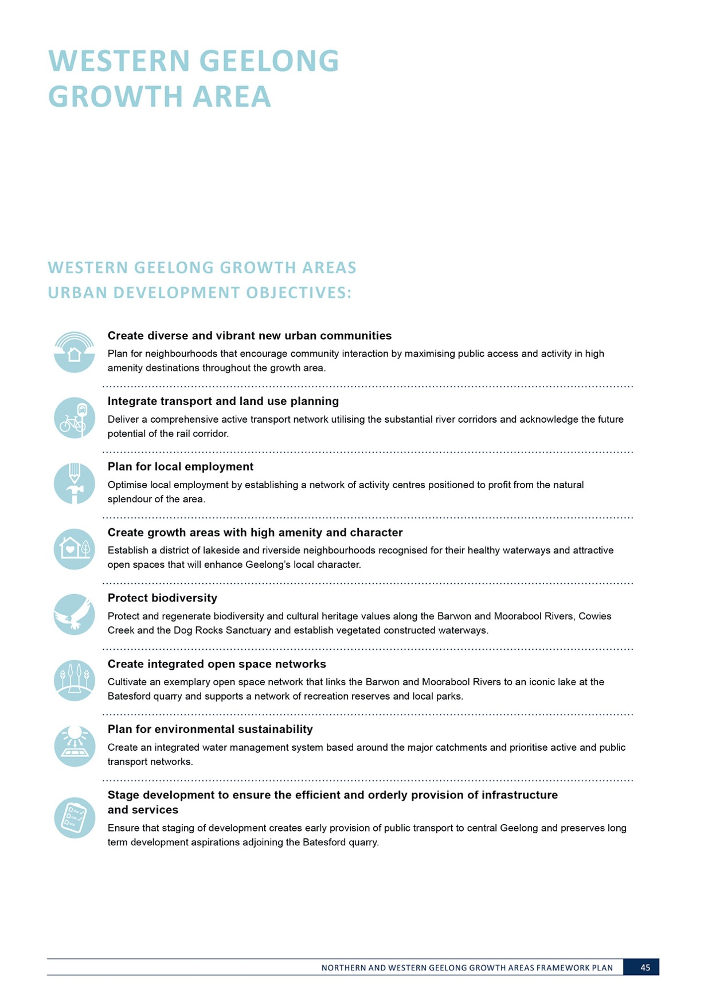 WESTERN GEELONG
GROWTH AREA
WESTERN GEELONG GROWTH AREAS
URBAN DEVELOPMENT OBJECTIVES:
Create diverse and vibrant new urban communities
Plan for neighbourhoods that encourage community interaction by maximising public access and activity in high
amenity destinations throughout the growth area.
Integrate transport and land use planning
Deliver a comprehensive active transport network utilising the substantial river corridors and acknowledge the future
potential of the rail corridor.
Plan for local employment
Optimise local employment by establishing a network of activity centres positioned to profit from the natural
splendour of the area.
Create growth areas with high amenity and character
Establish a district of lakeside and riverside neighbourhoods recognised for their healthy waterways and attractive
open spaces that will enhance Geelong’s local character.
Protect biodiversity
Protect and regenerate biodiversity and cultural heritage values along the Barwon and Moorabool Rivers, Cowies
Creek and the Dog Rocks Sanctuary and establish vegetated constructed waterways.
Create integrated open space networks
Cultivate an exemplary open space network that links the Barwon and Moorabool Rivers to an iconic lake at the
Batesford quarry and supports a network of recreation reserves and local parks.
Plan for environmental sustainability
Create an integrated water management system based around the major catchments and prioritise active and public
transport networks.
Stage development to ensure the efficient and orderly provision of infrastructure
and services
Ensure that staging of development creates early provision of public transport to central Geelong and preserves long
term development aspirations adjoining the Batesford quarry.
NORTHERN AND WESTERN GEELONG GROWTH AREAS FRAMEWORK PLAN 45